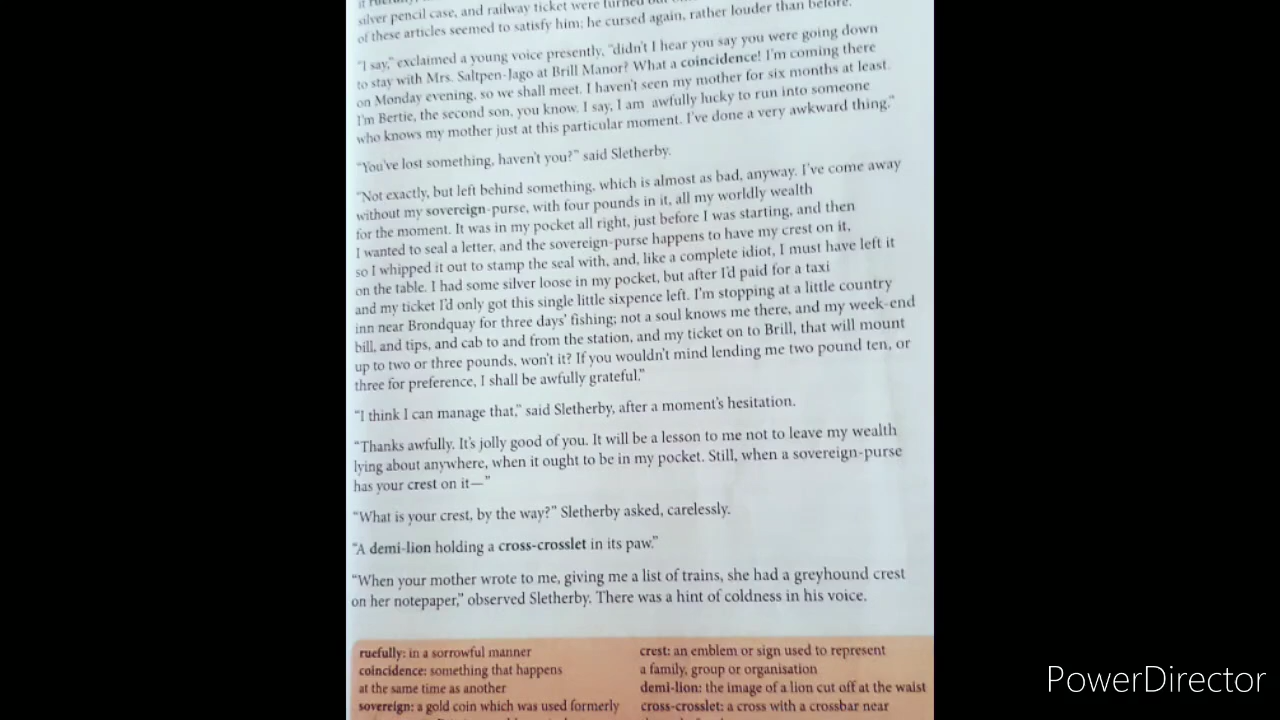 silver pencil case, and railway ticket were turned
of these articles seemed to satisfy him; he cursed again, rather louder than before.
“I say,” exclaimed a young voice presently, “didn’t I hear you say you were going down
to stay with Mrs. Saltpen-Jago at Brill Manor? What a coincidence! I’m coming there
on Monday evening, so we shall meet. I haven’t seen my mother for six months at least.
I’m Bertie, the second son, you know. I say, I am awfully lucky to run into someone
who knows my mother just at this particular moment. I’ve done a very awkward thing.”
“You’ve lost something, haven’t you?” said Sletherby.
“Not exactly, but left behind something, which is almost as bad, anyway. I’ve come away
without my sovereign-purse, with four pounds in it, all my worldly wealth
for the moment. It was in my pocket all right, just before I was starting, and then
I wanted to seal a letter, and the sovereign-purse happens to have my crest on it,
so I whipped it out to stamp the seal with, and, like a complete idiot, I must have left it
on the table. I had some silver loose in my pocket, but after I’d paid for a taxi
and my ticket I’d only got this single little sixpence left. I’m stopping at a little country
inn near Brondquay for three days’ fishing; not a soul knows me there, and my week-end
bill, and tips, and cab to and from the station, and my ticket on to Brill, that will mount
up to two or three pounds, won’t it? If you wouldn’t mind lending me two pound ten, or
three for preference, I shall be awfully grateful.”
“I think I can manage that,” said Sletherby, after a moment’s hesitation.
“Thanks awfully. It’s jolly good of you. It will be a lesson to me not to leave my wealth
lying about anywhere, when it ought to be in my pocket. Still, when a sovereign-purse
has your crest on it—”
“What is your crest, by the way?” Sletherby asked, carelessly.
“A demi-lion holding a cross-crosslet in its paw.”
“When your mother wrote to me, giving me a list of trains, she had a greyhound crest
on her notepaper,” observed Sletherby. There was a hint of coldness in his voice.
ruefully: in a sorrowful manner
coincidence: something that happens
at the same time as another
sovereign: a gold coin which was used formerly
crest: an emblem or sign used to represent
a family, group or organisation
demi-lion: the image of a lion cut off at the waist
cross-crosslet: a cross with a crossbar near
PowerDirector